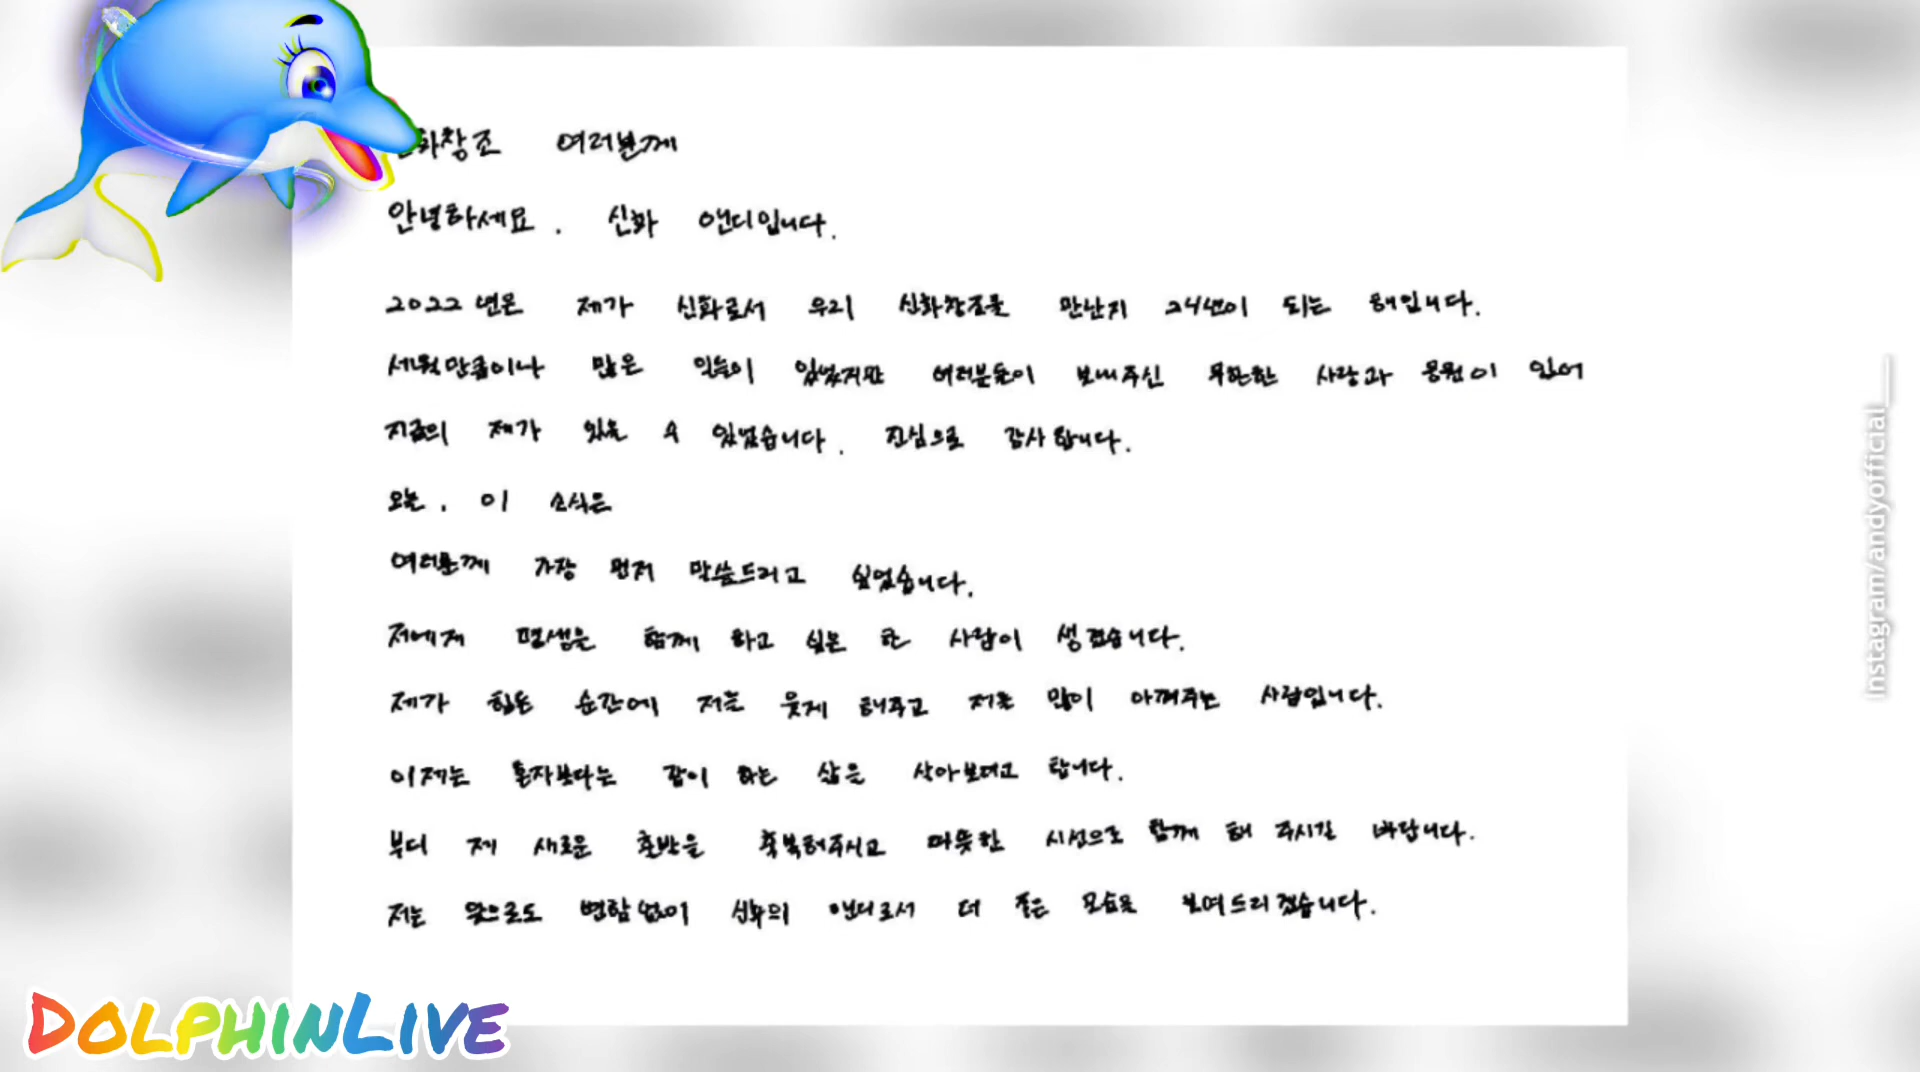 화창조 여러분께
안녕하세요. 신화 앤디입니다.
2022년은 제가 신화로서 우리 신화창조를 만난지 24년이 되는 해입니다.
세월만큼이나 많은 일들이 있었지만 여러분들이 보내주신 무한한 사랑과 응원이 있어
지금의 제가 있을 수 있었습니다. 진심으로 감사합니다.
오늘, 이 소식은
여러분께 가장 먼저 말씀드리고 싶었습니다.
저에게 평생을 함께 하고 싶은 한 사람이 생겼습니다.
제가 힘든 순간에 저를 웃게 해주고 저를 많이 아껴주는 사람입니다.
이제는 혼자보다는 같이 하는 삶을 살아보려고 합니다.
부디 제 새로운 출발을 축복해주시고 따뜻한 시선으로 함께 해 주시길 바랍니다.
저는 앞으로도 변함없이 신화의 앤디로서 더 좋은 모습을 보여드리겠습니다.
instagram/andyofficial__
DOLPHINLIVE